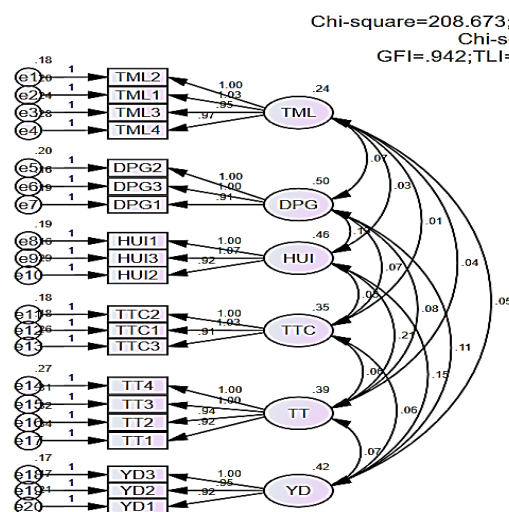 Chi-square=208.673;
Chi-s
GFI=.942;TLI=
.18
e1 1 TML2 1.00 .24
e2 1 TML1 1.03
e3 1 TML3 .95 TML
e4 1 TML4 .97
.07
.20
e5 1 DPG2 1.00 .50 .03
e6 1 DPG3 1.00
e7 1 DPG1 .91 DPG
.01
.19 .46
e8 1 HUI1 1.00
e9 1 HUI3 1.07 HUI
e10 1 HUI2 .92 .07 .04
.18 .35 .08 .05
e11 1 TTC2 1.00
e12 1 TTC1 1.03 TTC
e13 1 TTC3 .91 .21 .11
.27 .39 .15
e14 1 TT4 1.00
e15 1 TT3 1.00
e16 1 TT2 .94 TT .06
e17 1 TT1 .92
.07
.17 .42
e18 1 YD3 1.00
e19 1 YD2 .95 YD
e20 1 YD1 .92